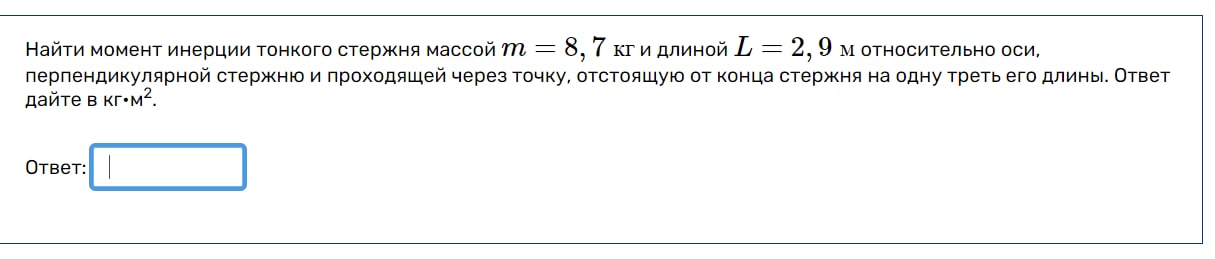 Найти момент инерции тонкого стержня массой m = 8,7 кг и длиной L = 2,9 м относительно оси,
перпендикулярной стержню и проходящей через точку, отстоящую от конца стержня на одну треть его длины. Ответ
дайте в кг•м².
Ответ: